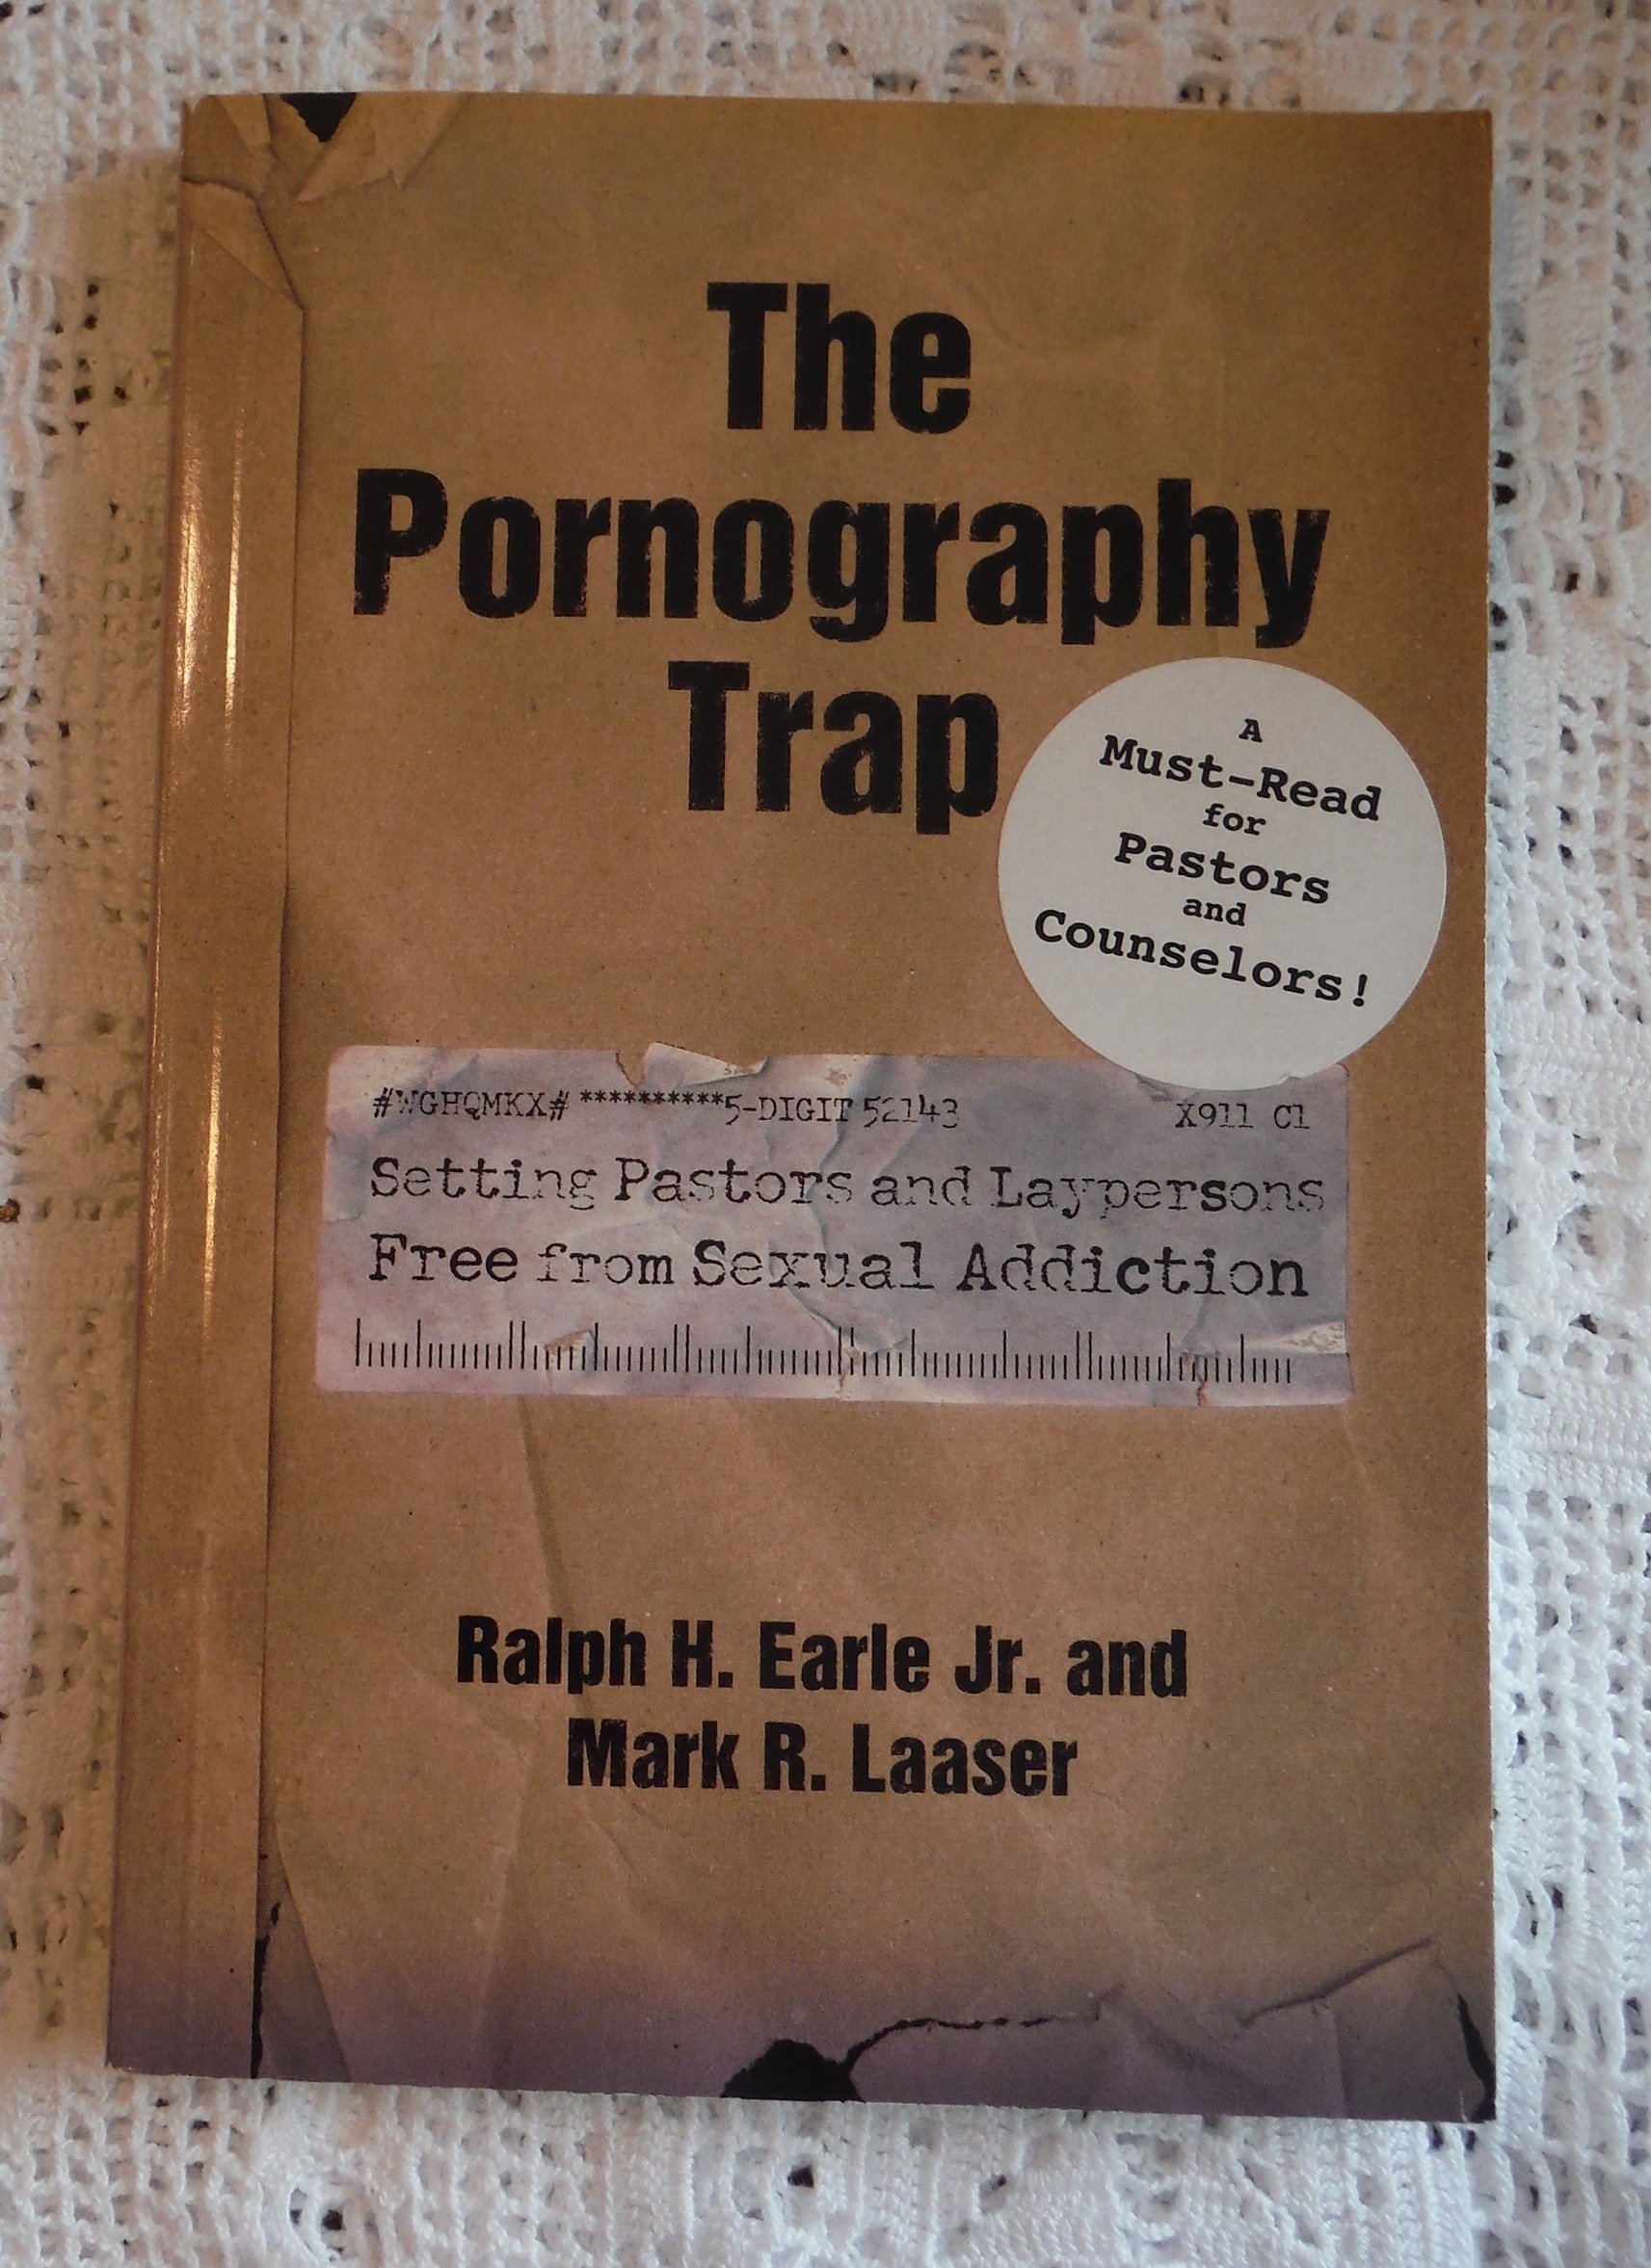 The
Pornography
Trap
A
Must-Read
for
Pastors
and
Counselors!
#WGHQMKX# **********5-DIGIT 52143 X911 C1
Setting Pastors and Laypersons
Free from Sexual Addiction
Ralph H. Earle Jr. and
Mark R. Laaser